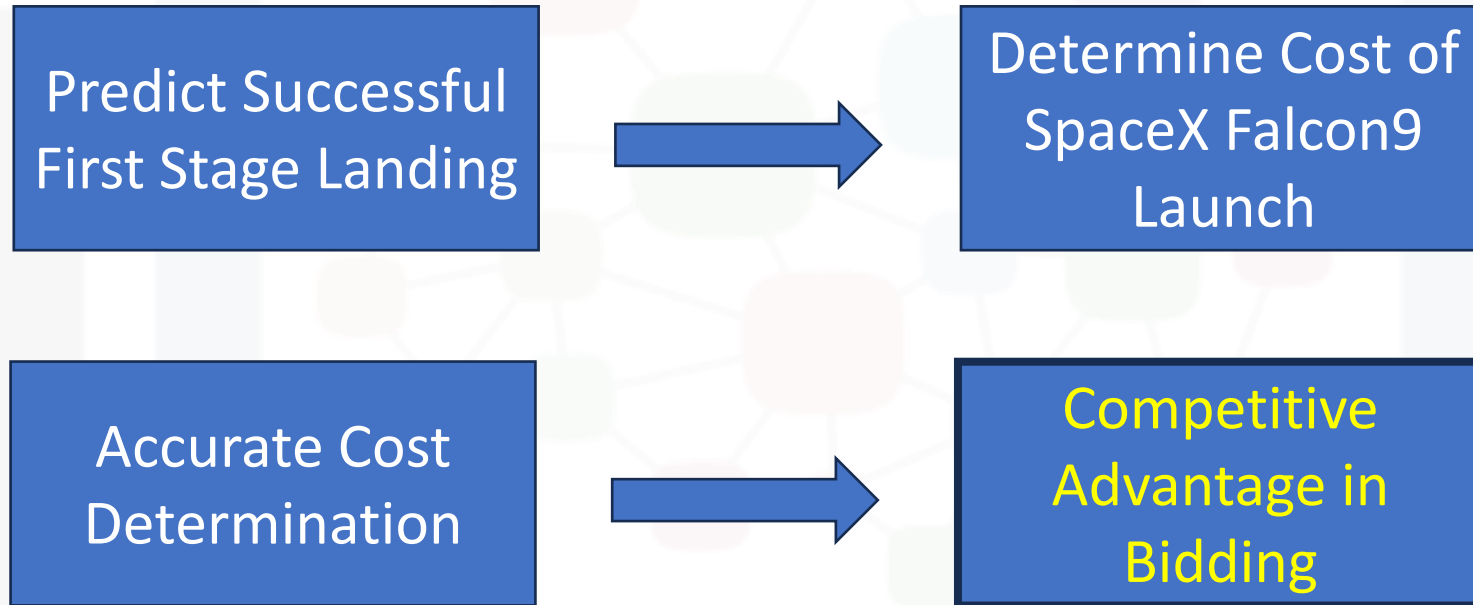 Predict Successful
First Stage Landing
Determine Cost of
SpaceX Falcon9
Launch
Accurate Cost
Determination
Competitive
Advantage in
Bidding